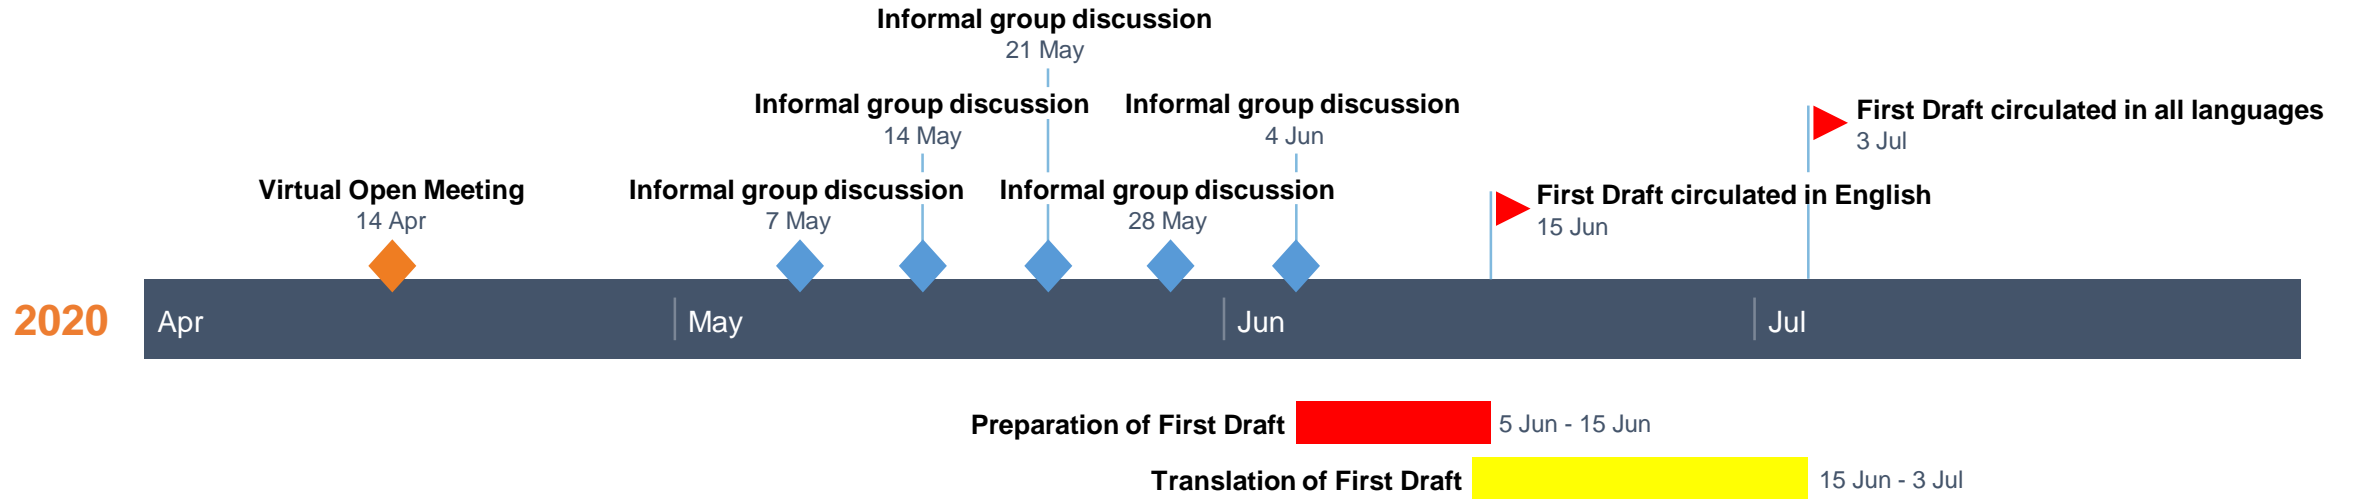 Informal group discussion
21 May
Informal group discussion
14 May
Informal group discussion
4 Jun
First Draft circulated in all languages
3 Jul
Virtual Open Meeting
14 Apr
Informal group discussion
7 May
Informal group discussion
28 May
First Draft circulated in English
15 Jun
2020
Apr
May
Jun
Jul
Preparation of First Draft
5 Jun - 15 Jun
Translation of First Draft
15 Jun - 3 Jul